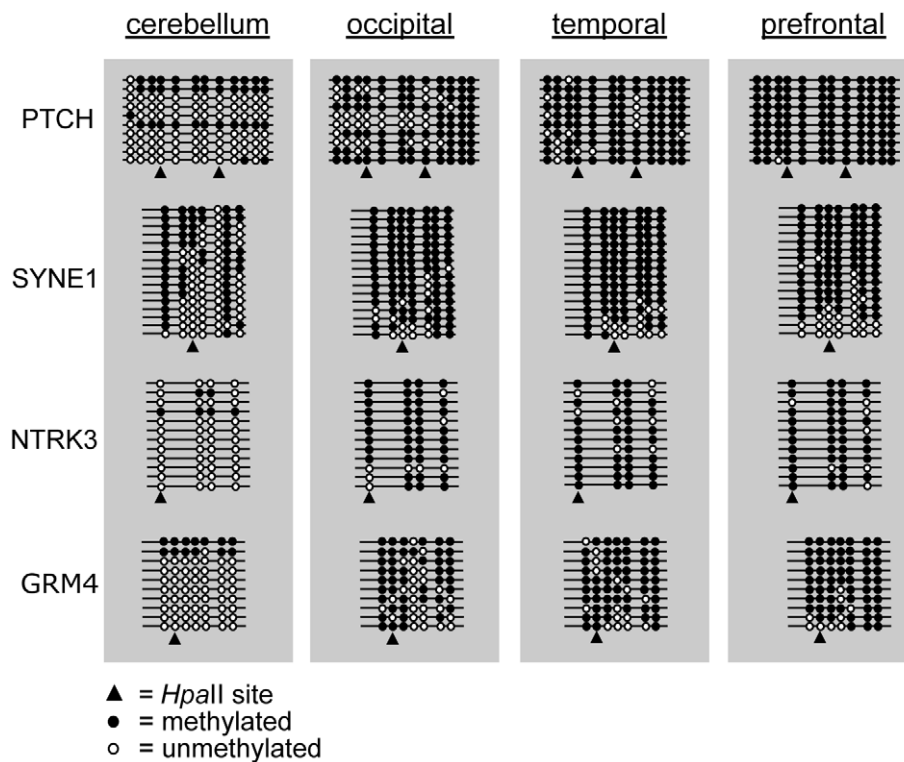 cerebellum occipital temporal prefrontal
PTCH
SYNE1
NTRK3
GRM4
▲ = HpaII site
● = methylated
○ = unmethylated